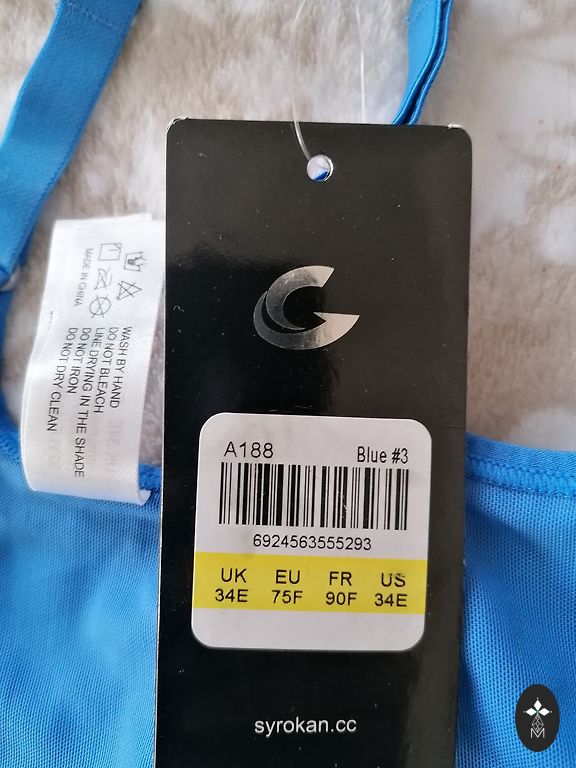 A188 Blue #3
6924563555293
UK EU FR US
34E 75F 90F 34E
syrokan.cc
WASH BY HAND
DO NOT BLEACH
LINE DRYING IN THE SHADE
DO NOT IRON
DO NOT DRY CLEAN
MADE IN CHINA